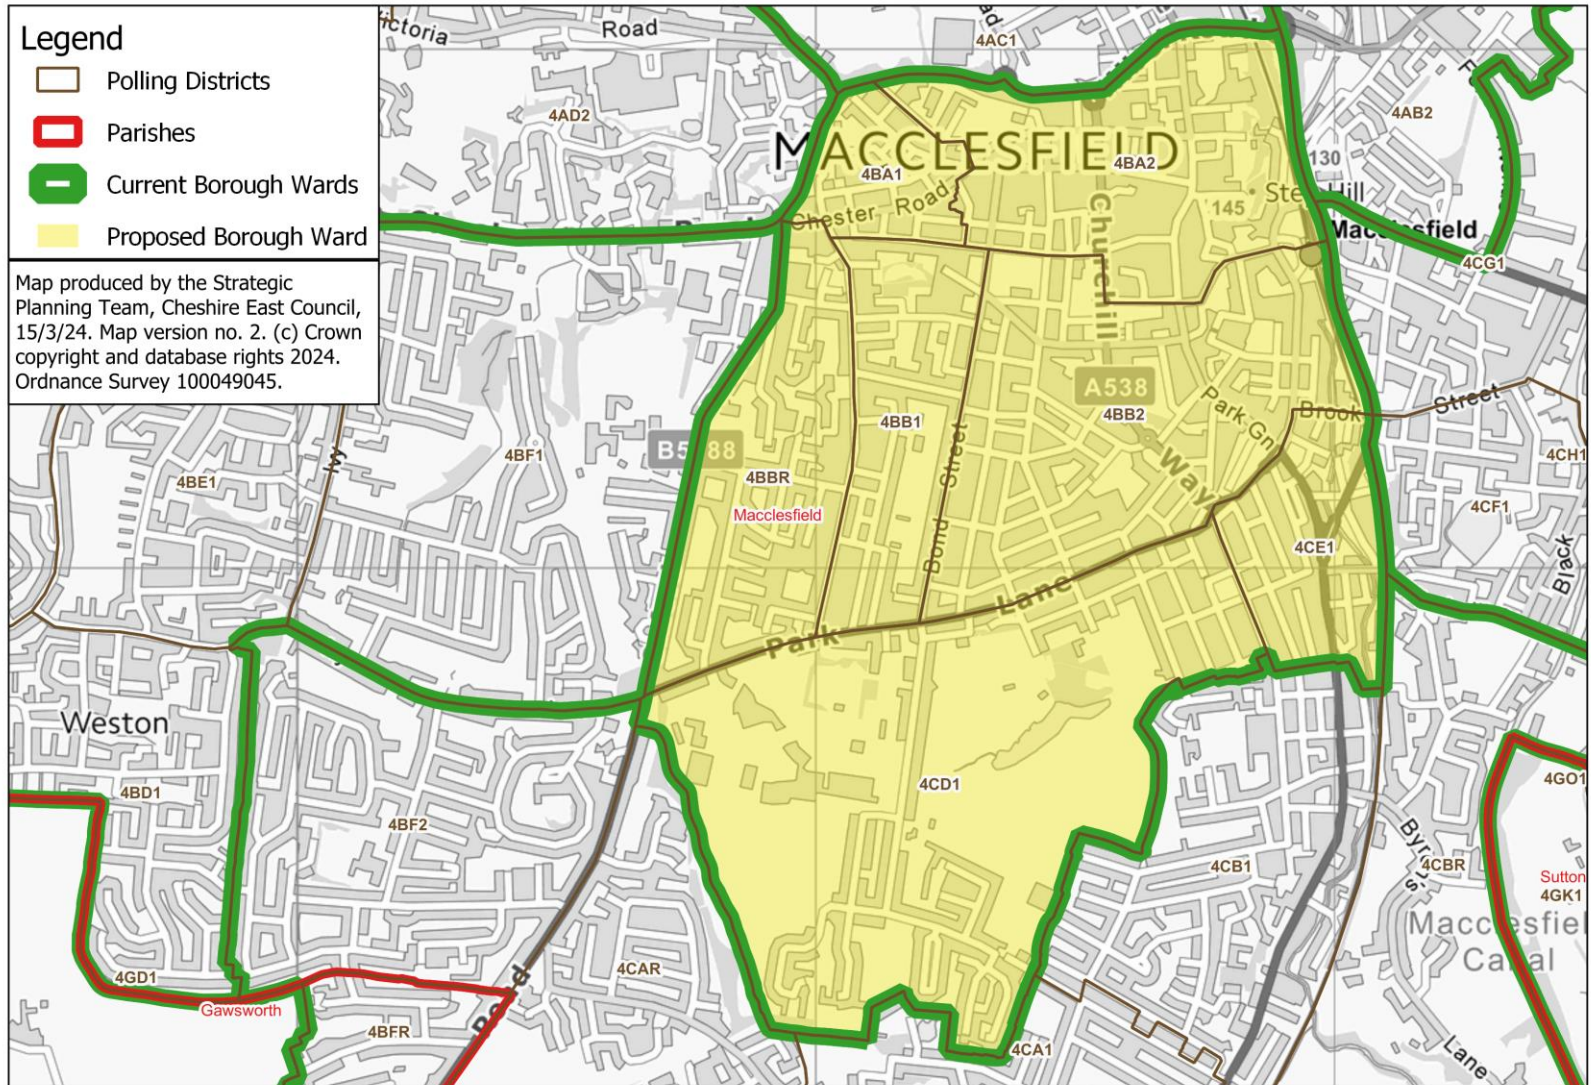 Legend
Polling Districts
Parishes
Current Borough Wards
Proposed Borough Ward
Map produced by the Strategic
Planning Team, Cheshire East Council,
15/3/24. Map version no. 2. (c) Crown
copyright and database rights 2024.
Ordnance Survey 100049045.
Road
4AC1
4AD2
4AB2
MACCLESFIELD
130
4BA1
4BA2
Chester Road
145
Hill
Macclesfield
4CG1
Churchill
A538
Way
Park Gn
Brook
Street
4BB1
4BB2
Bond Street
4BF1
Ivy
4BE1
4BBR
Macclesfield
4CH1
4CF1
4CE1
Black
Park Lane
Weston
4BD1
4BF2
4CD1
4GO1
4CB1
4CBR
Sutton
4GK1
4GD1
Gawsworth
4CAR
4BFR
4CA1
Canal
Lane